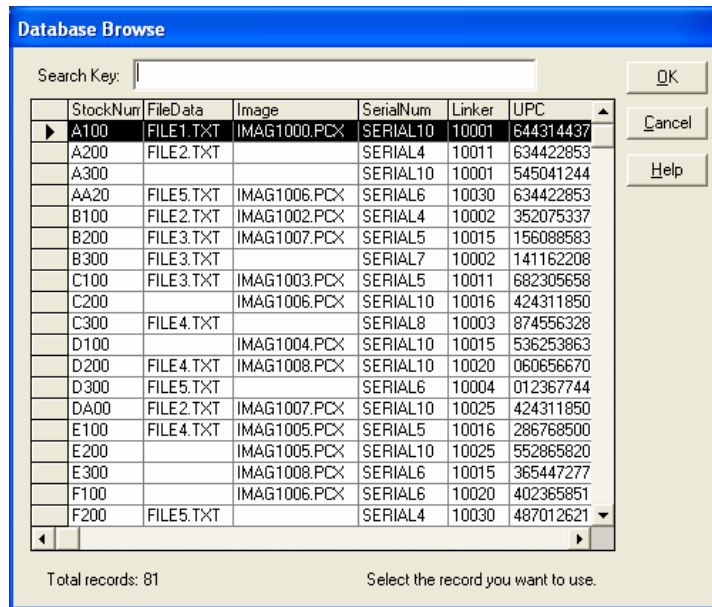 Database Browse
Search Key:
OK
StockNum FileData Image SerialNum Linker UPC
A100 FILE1.TXT IMAG1000.PCX SERIAL10 10001 644314437
Cancel
A200 FILE2.TXT SERIAL4 10011 634422853
A300 SERIAL10 10001 545041244
Help
AA20 FILE5.TXT IMAG1006.PCX SERIAL6 10030 634422853
B100 FILE2.TXT IMAG1002.PCX SERIAL4 10002 352075337
B200 FILE3.TXT IMAG1007.PCX SERIAL5 10015 156088583
B300 FILE3.TXT SERIAL7 10002 141162208
C100 FILE3.TXT IMAG1003.PCX SERIAL5 10011 682305658
C200 IMAG1006.PCX SERIAL10 10016 424311850
C300 FILE4.TXT SERIAL8 10003 874556328
D100 IMAG1004.PCX SERIAL10 10015 536253863
D200 FILE4.TXT IMAG1008.PCX SERIAL10 10020 060656670
D300 FILE5.TXT SERIAL6 10004 012367744
DA00 FILE2.TXT IMAG1007.PCX SERIAL10 10025 424311850
E100 FILE4.TXT IMAG1005.PCX SERIAL5 10016 286768500
E200 IMAG1005.PCX SERIAL10 10025 552865820
E300 IMAG1008.PCX SERIAL6 10015 365447277
F100 IMAG1006.PCX SERIAL6 10020 402365851
F200 FILE5.TXT SERIAL4 10030 487012621
Total records: 81 Select the record you want to use.